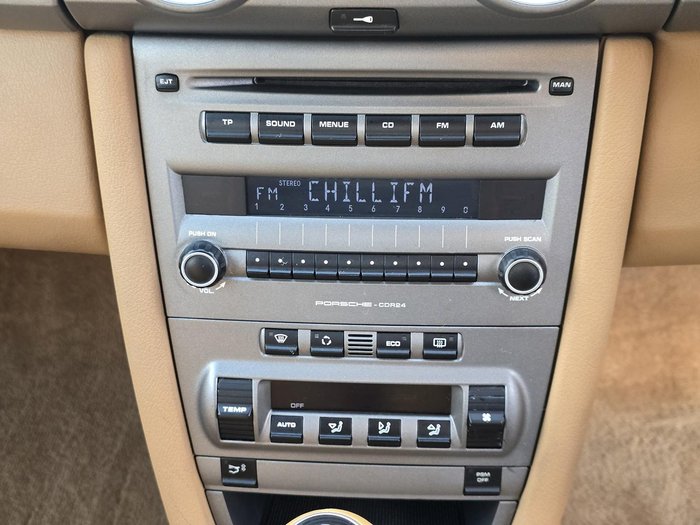 EJT
MAN
TP SOUND MENUE CD FM AM
FM STEREO CHILLIFM
1 2 3 4 5 6 7 8 9 0
PUSH ON
PUSH SCAN
VOL.
NEXT
PORSCHE - CDR24
ECO
OFF
TEMP
AUTO
PSM
OFF